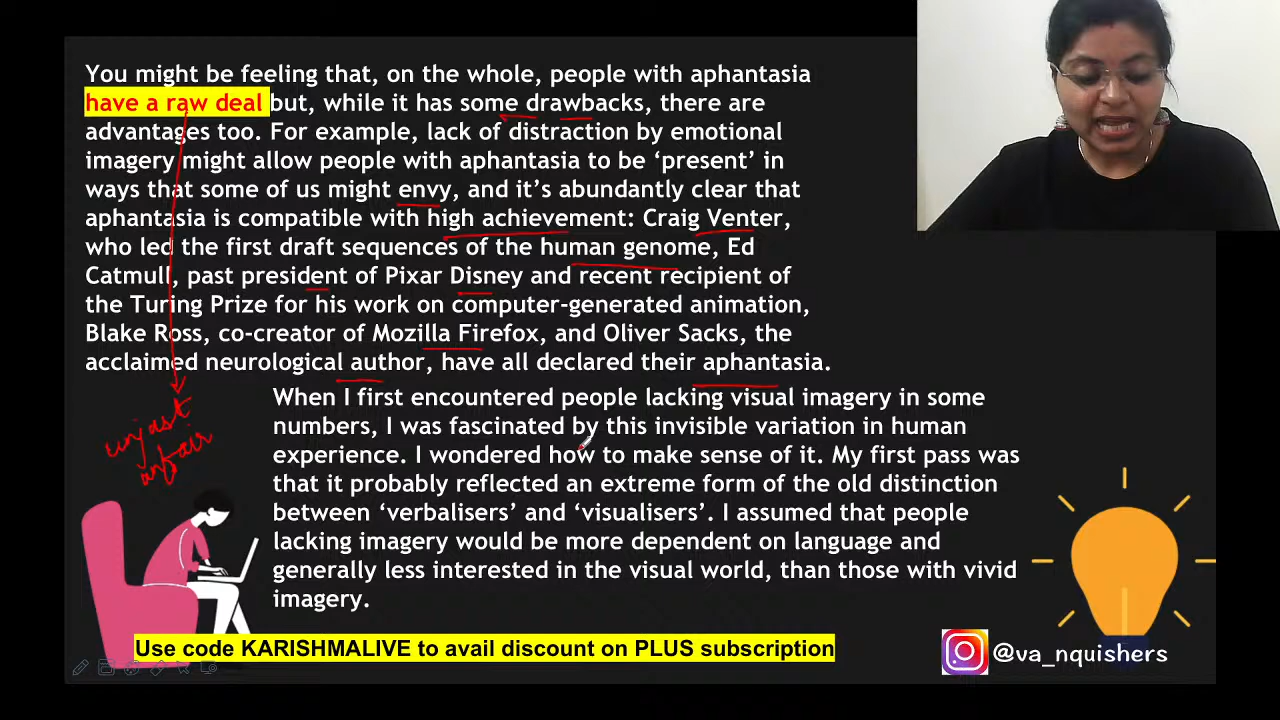 You might be feeling that, on the whole, people with aphantasia
have a raw deal but, while it has some drawbacks, there are
advantages too. For example, lack of distraction by emotional
imagery might allow people with aphantasia to be ‘present’ in
ways that some of us might envy, and it’s abundantly clear that
aphantasia is compatible with high achievement: Craig Venter,
who led the first draft sequences of the human genome, Ed
Catmull, past president of Pixar Disney and recent recipient of
the Turing Prize for his work on computer-generated animation,
Blake Ross, co-creator of Mozilla Firefox, and Oliver Sacks, the
acclaimed neurological author, have all declared their aphantasia.
When I first encountered people lacking visual imagery in some
numbers, I was fascinated by this invisible variation in human
experience. I wondered how to make sense of it. My first pass was
that it probably reflected an extreme form of the old distinction
between ‘verbalisers’ and ‘visualisers’. I assumed that people
lacking imagery would be more dependent on language and
generally less interested in the visual world, than those with vivid
imagery.
unjust
unfair
Use code KARISHMALIVE to avail discount on PLUS subscription
@va_nquishers